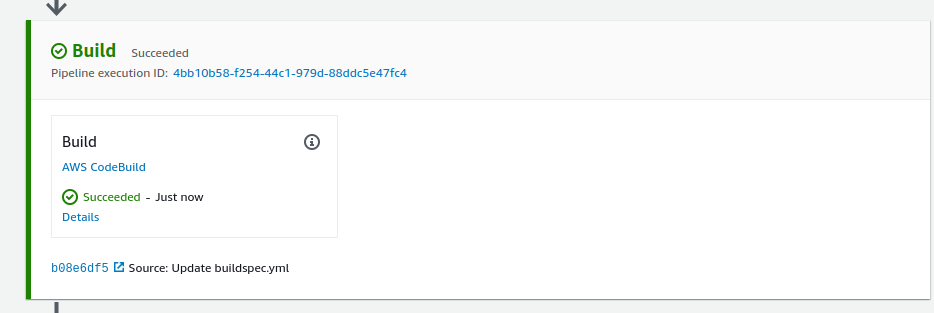 Build Succeeded
Pipeline execution ID: 4bb10b58-f254-44c1-979d-88ddc5e47fc4
Build
AWS CodeBuild
Succeeded - Just now
Details
b08e6df5 Source: Update buildspec.yml